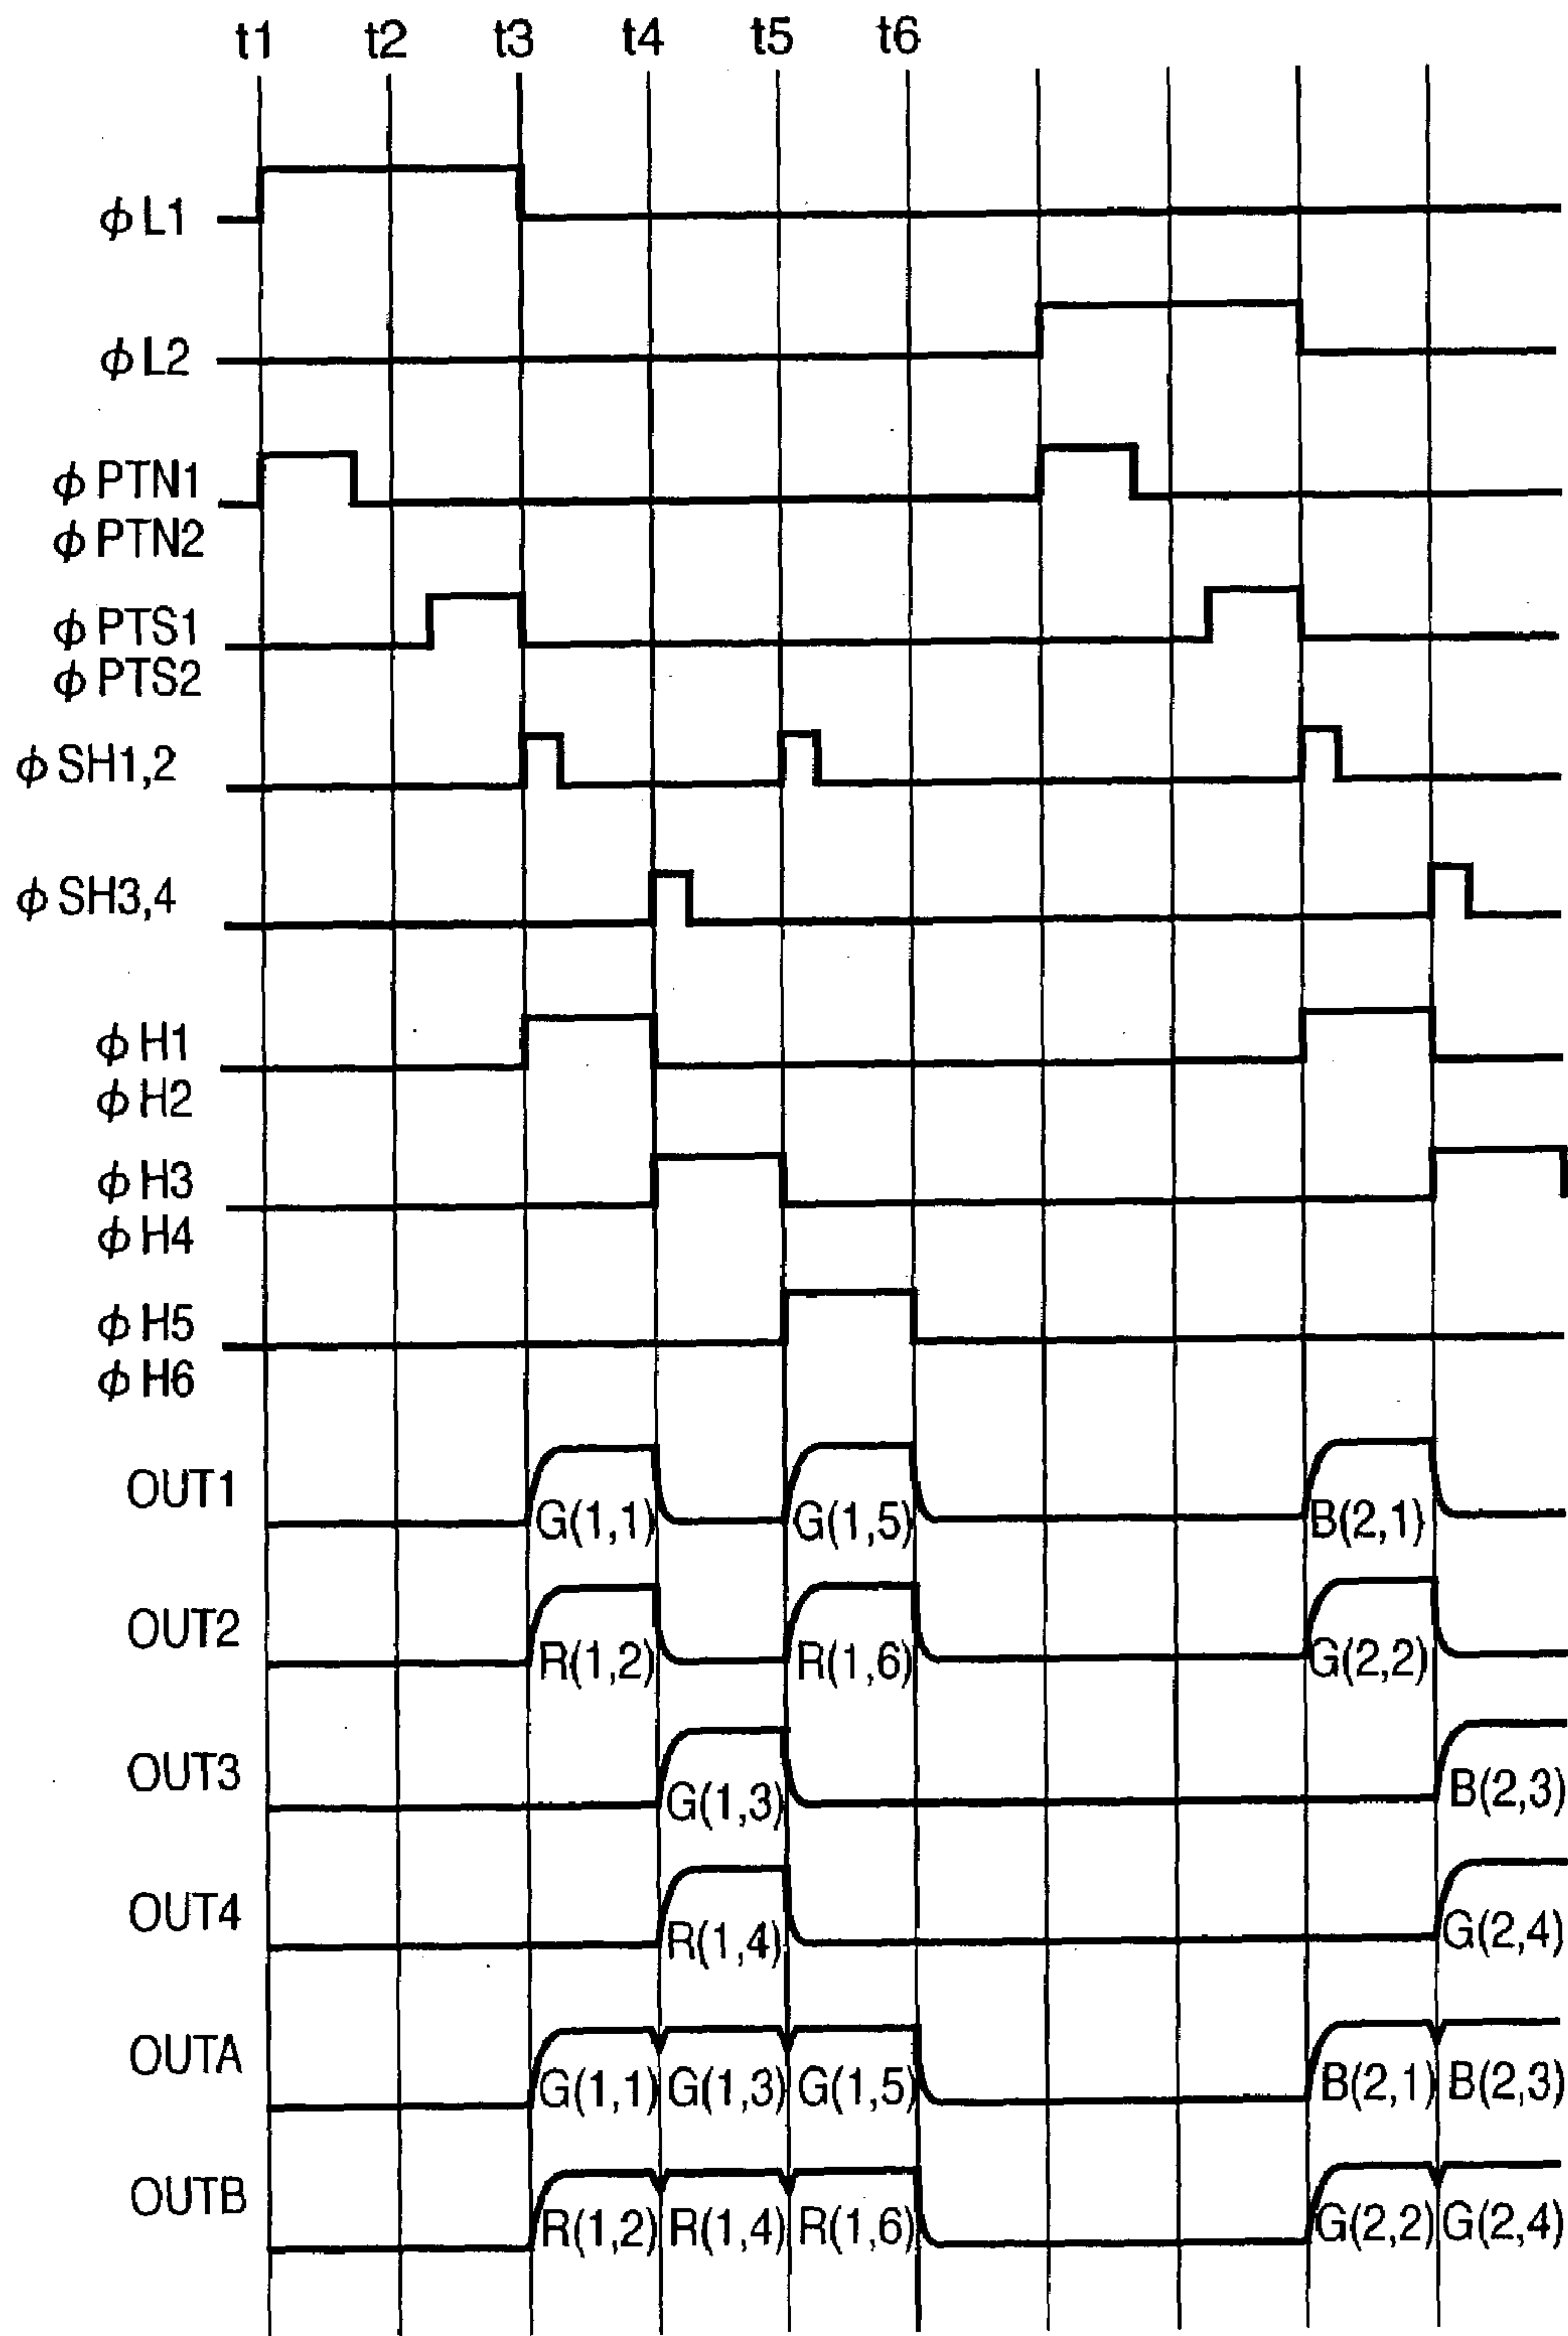 t1 t2 t3 t4 t5 t6
ϕL1
ϕL2
ϕPTN1
ϕPTN2
ϕPTS1
ϕPTS2
ϕSH1,2
ϕSH3,4
ϕH1
ϕH2
ϕH3
ϕH4
ϕH5
ϕH6
OUT1 G(1,1) G(1,5) B(2,1)
OUT2 R(1,2) R(1,6) G(2,2)
OUT3 G(1,3) B(2,3)
OUT4 R(1,4) G(2,4)
OUTA G(1,1) G(1,3) G(1,5) B(2,1) B(2,3)
OUTB R(1,2) R(1,4) R(1,6) G(2,2) G(2,4)